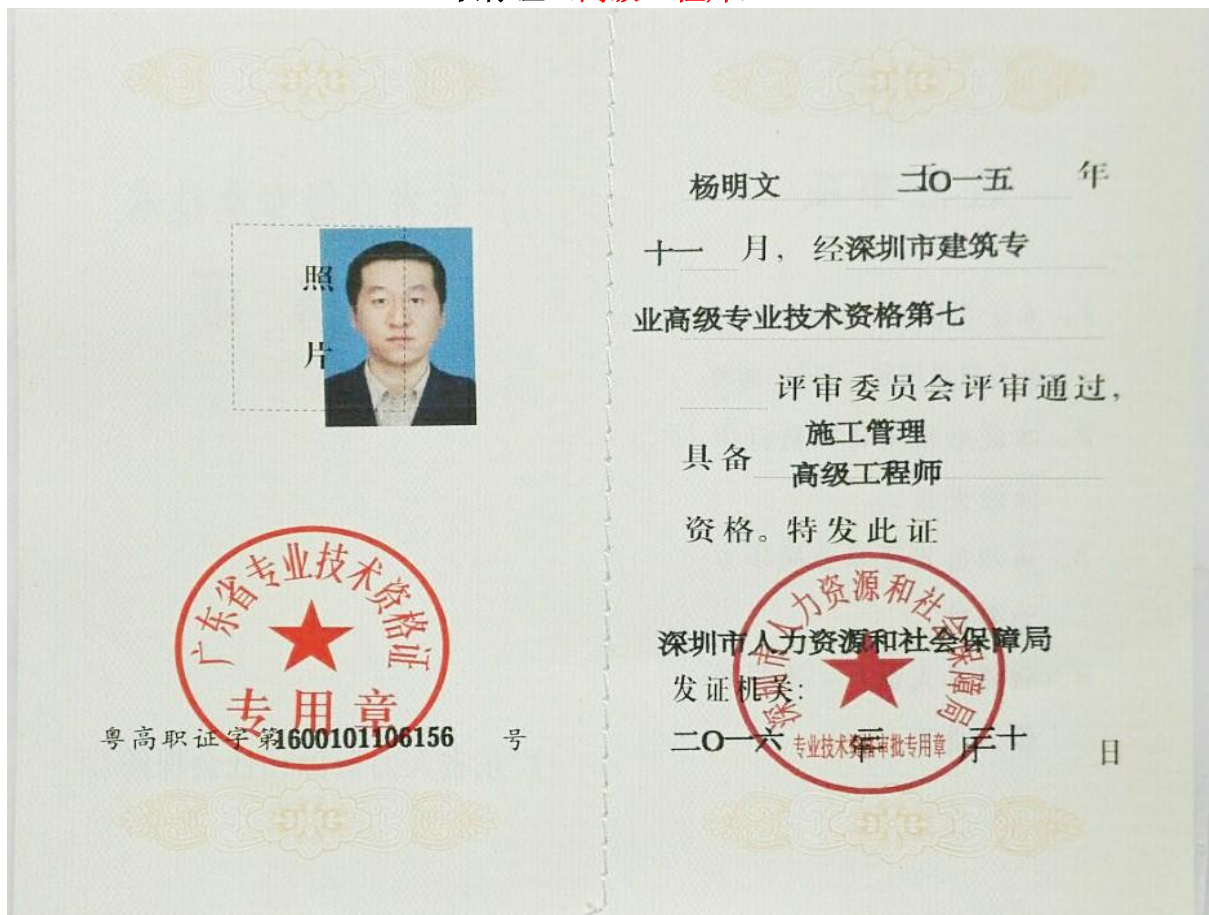 照
片
广东省专业技术资格证
专用章
粤高职证字第1600101106156 号
杨明文 二〇一五 年
十一 月，经深圳市建筑专
业高级专业技术资格第七
评审委员会评审通过，
施工管理
具备
高级工程师
资格。特发此证
深圳市人力资源和社会保障局
深圳市人力资源和社会保障局
发证机关：
二〇一六 年 三 月 三十 日
专业技术资格审批专用章